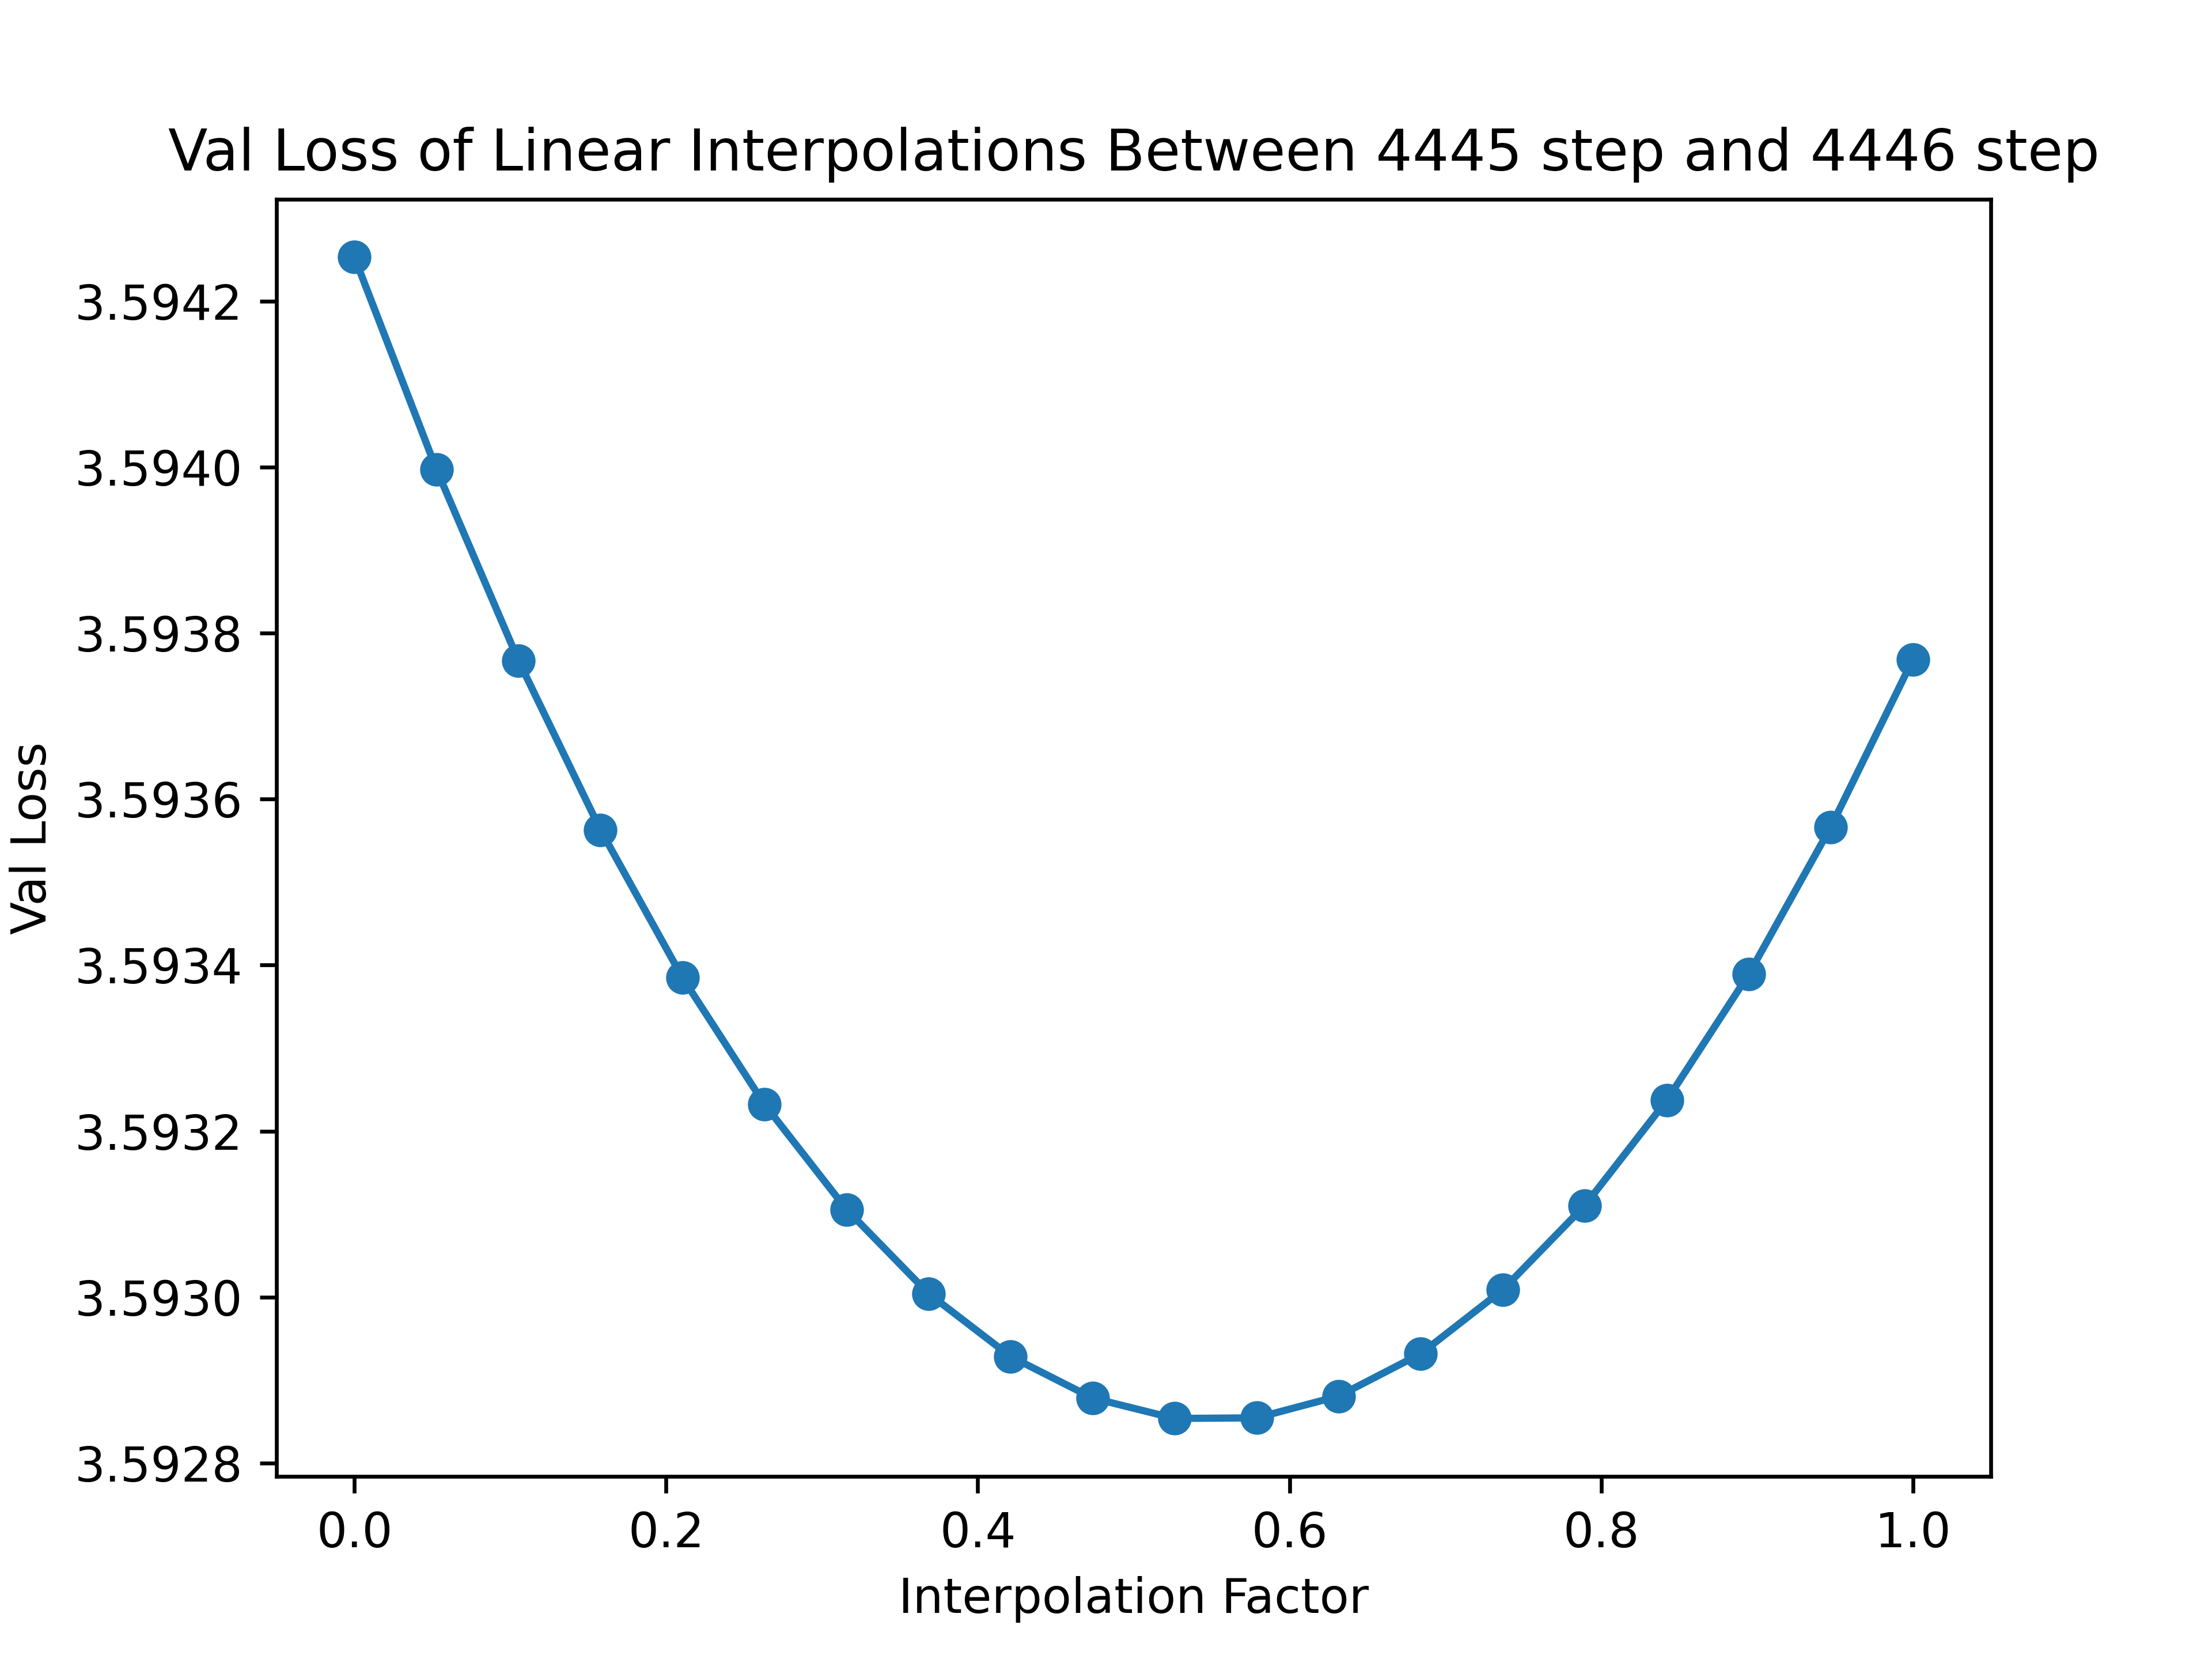 Val Loss of Linear Interpolations Between 4445 step and 4446 step
Val Loss
3.5942
3.5940
3.5938
3.5936
3.5934
3.5932
3.5930
3.5928
0.0 0.2 0.4 0.6 0.8 1.0
Interpolation Factor